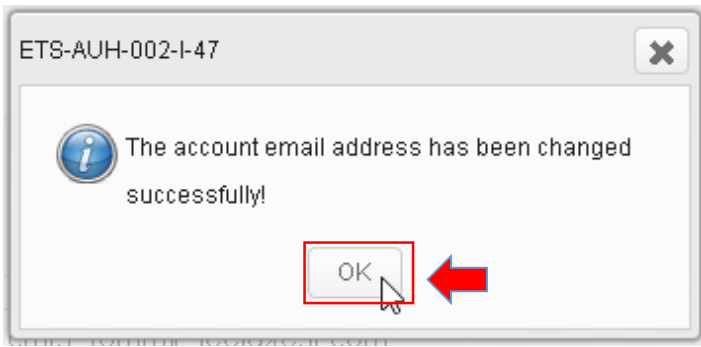 ETS-AUH-002-I-47
The account email address has been changed
successfully!
OK